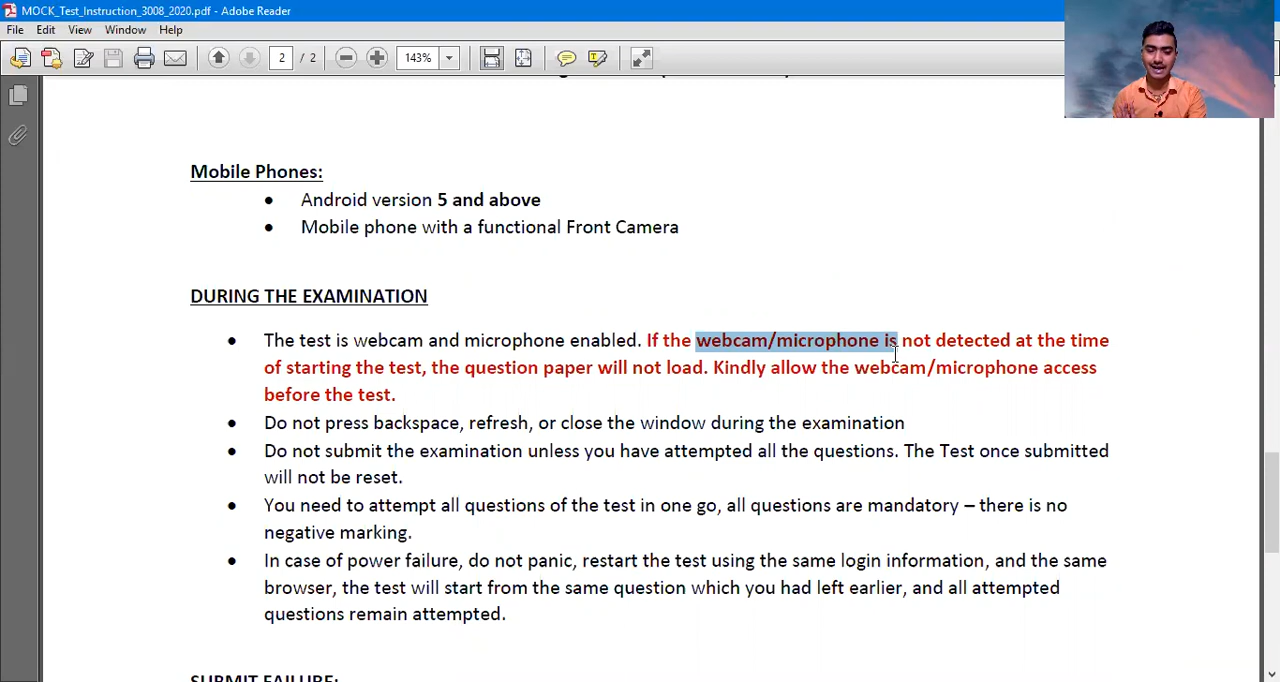 MOCK_Test_Instruction_3008_2020.pdf - Adobe Reader
File Edit View Window Help
2 / 2 143%
Mobile Phones:
• Android version 5 and above
• Mobile phone with a functional Front Camera
DURING THE EXAMINATION
• The test is webcam and microphone enabled. If the webcam/microphone is not detected at the time
of starting the test, the question paper will not load. Kindly allow the webcam/microphone access
before the test.
• Do not press backspace, refresh, or close the window during the examination
• Do not submit the examination unless you have attempted all the questions. The Test once submitted
will not be reset.
• You need to attempt all questions of the test in one go, all questions are mandatory – there is no
negative marking.
• In case of power failure, do not panic, restart the test using the same login information, and the same
browser, the test will start from the same question which you had left earlier, and all attempted
questions remain attempted.
SUBMIT FAILURE: